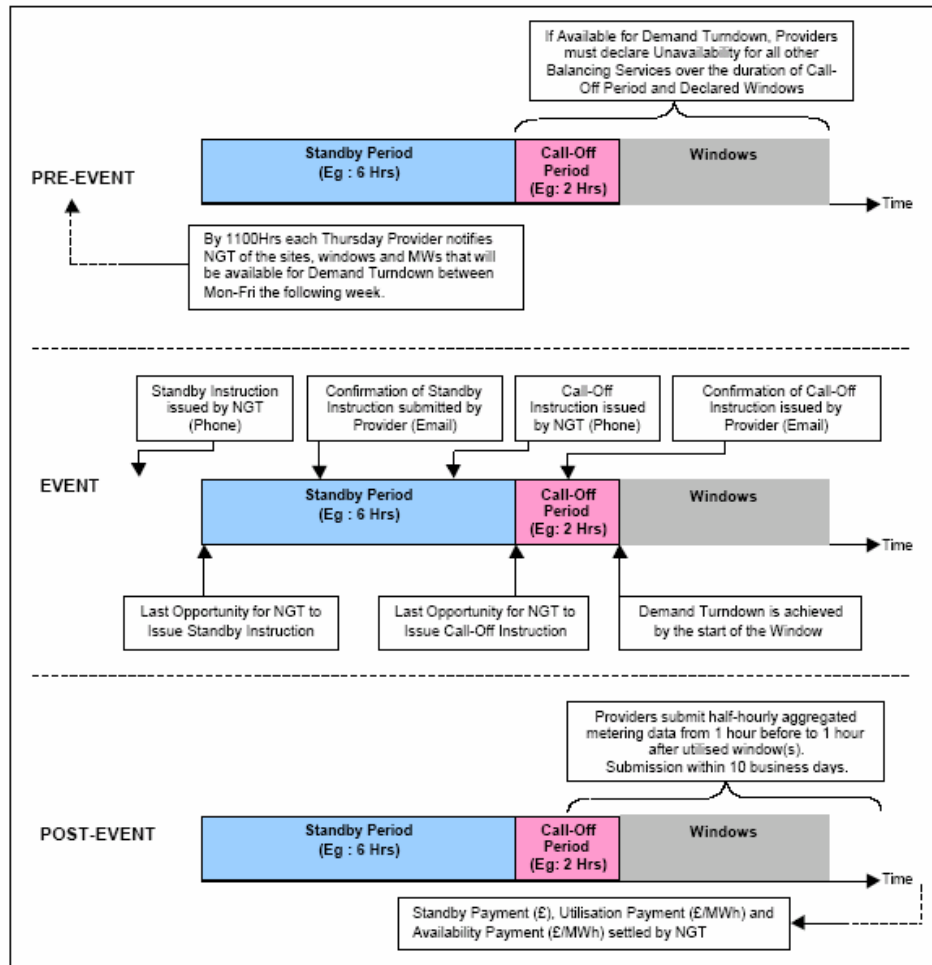 If Available for Demand Turndown, Providers
must declare Unavailability for all other
Balancing Services over the duration of Call-
Off Period and Declared Windows
Standby Period
(Eg : 6 Hrs)
Call-Off
Period
(Eg: 2 Hrs)
Windows
PRE-EVENT
Time
By 1100Hrs each Thursday Provider notifies
NGT of the sites, windows and MWs that will
be available for Demand Turndown between
Mon-Fri the following week.
Standby Instruction
issued by NGT
(Phone)
Confirmation of Standby
Instruction submitted by
Provider (Email)
Call-Off
Instruction issued
by NGT (Phone)
Confirmation of Call-Off
Instruction issued by
Provider (Email)
EVENT
Standby Period
(Eg : 6 Hrs)
Call-Off
Period
(Eg: 2 Hrs)
Windows
Time
Last Opportunity for NGT to
Issue Standby Instruction
Last Opportunity for NGT to
Issue Call-Off Instruction
Demand Turndown is achieved
by the start of the Window
Providers submit half-hourly aggregated
metering data from 1 hour before to 1 hour
after utilised window(s).
Submission within 10 business days.
POST-EVENT
Standby Period
(Eg : 6 Hrs)
Call-Off
Period
(Eg: 2 Hrs)
Windows
Time
Standby Payment (£), Utilisation Payment (£/MWh) and
Availability Payment (£/MWh) settled by NGT